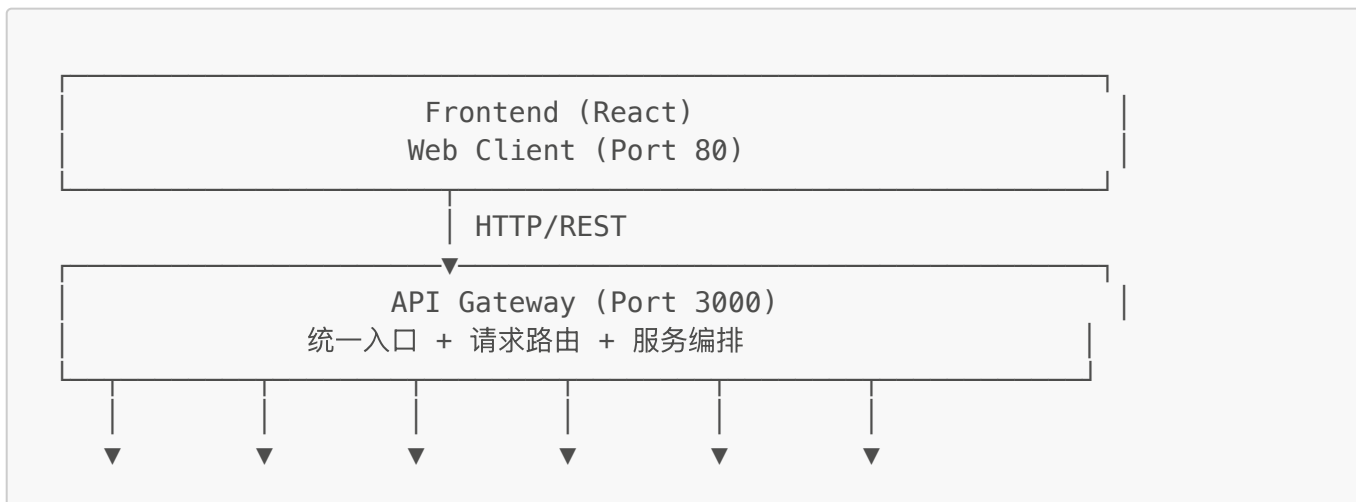 Frontend (React)
Web Client (Port 80)
HTTP/REST
API Gateway (Port 3000)
统一入口 + 请求路由 + 服务编排